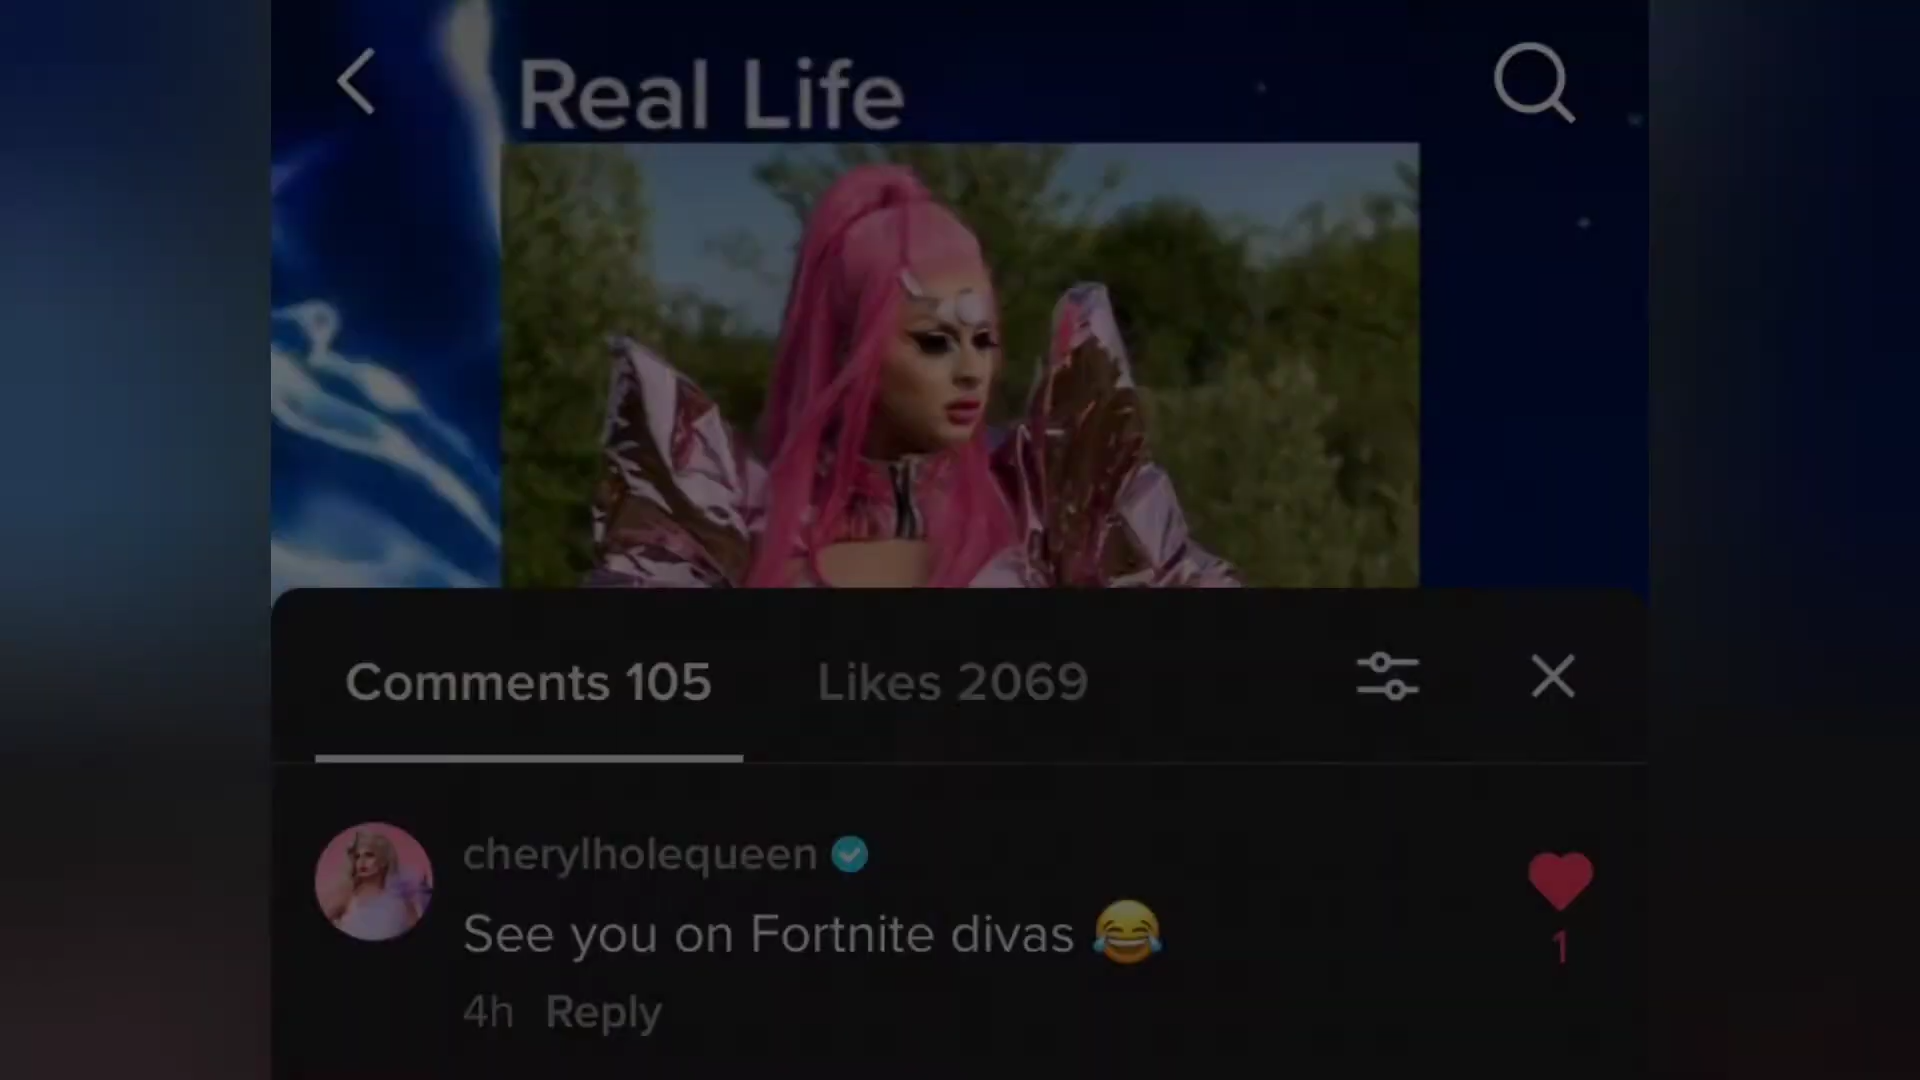 Real Life
Comments 105
Likes 2069
cherylholequeen
See you on Fortnite divas 😂
1
4h Reply